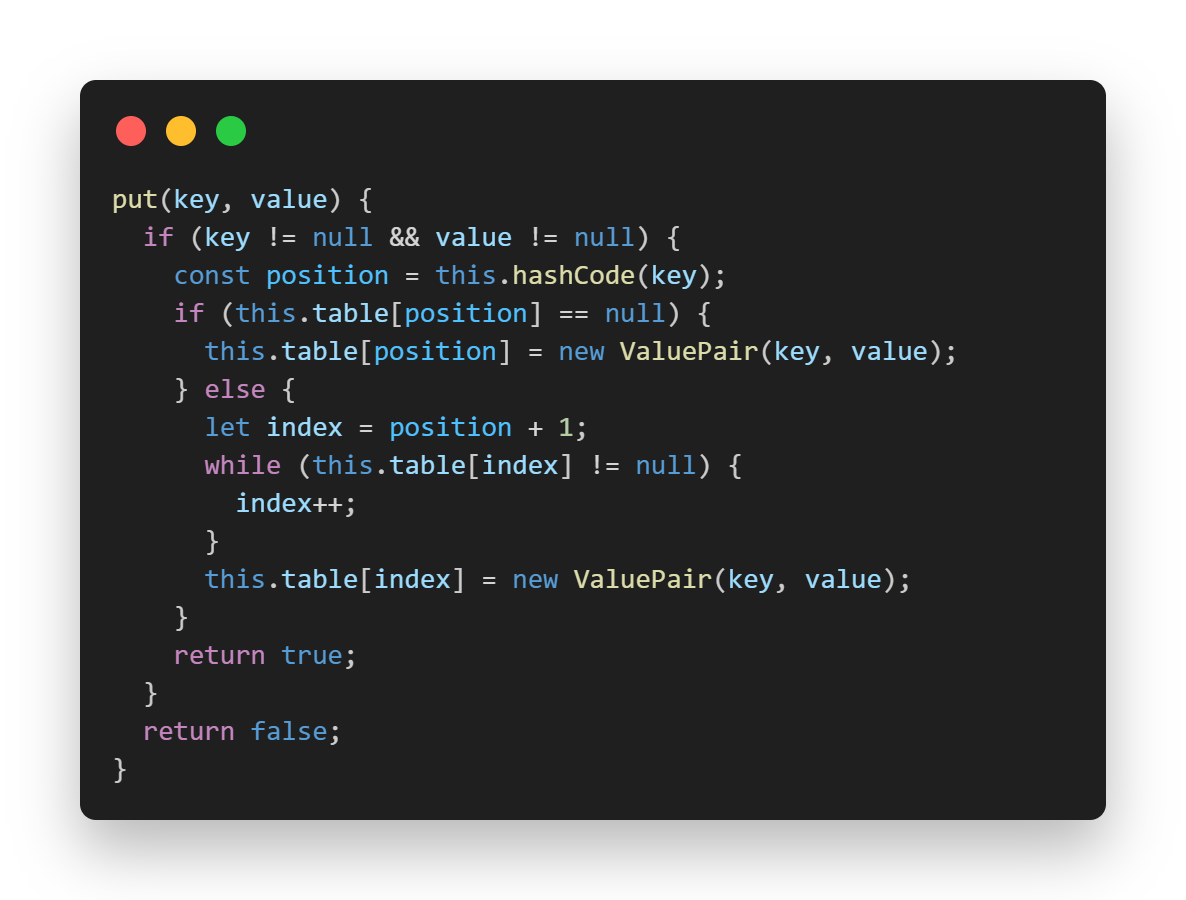 put(key, value) {
  if (key != null && value != null) {
    const position = this.hashCode(key);
    if (this.table[position] == null) {
      this.table[position] = new ValuePair(key, value);
    } else {
      let index = position + 1;
      while (this.table[index] != null) {
        index++;
      }
      this.table[index] = new ValuePair(key, value);
    }
    return true;
  }
  return false;
}